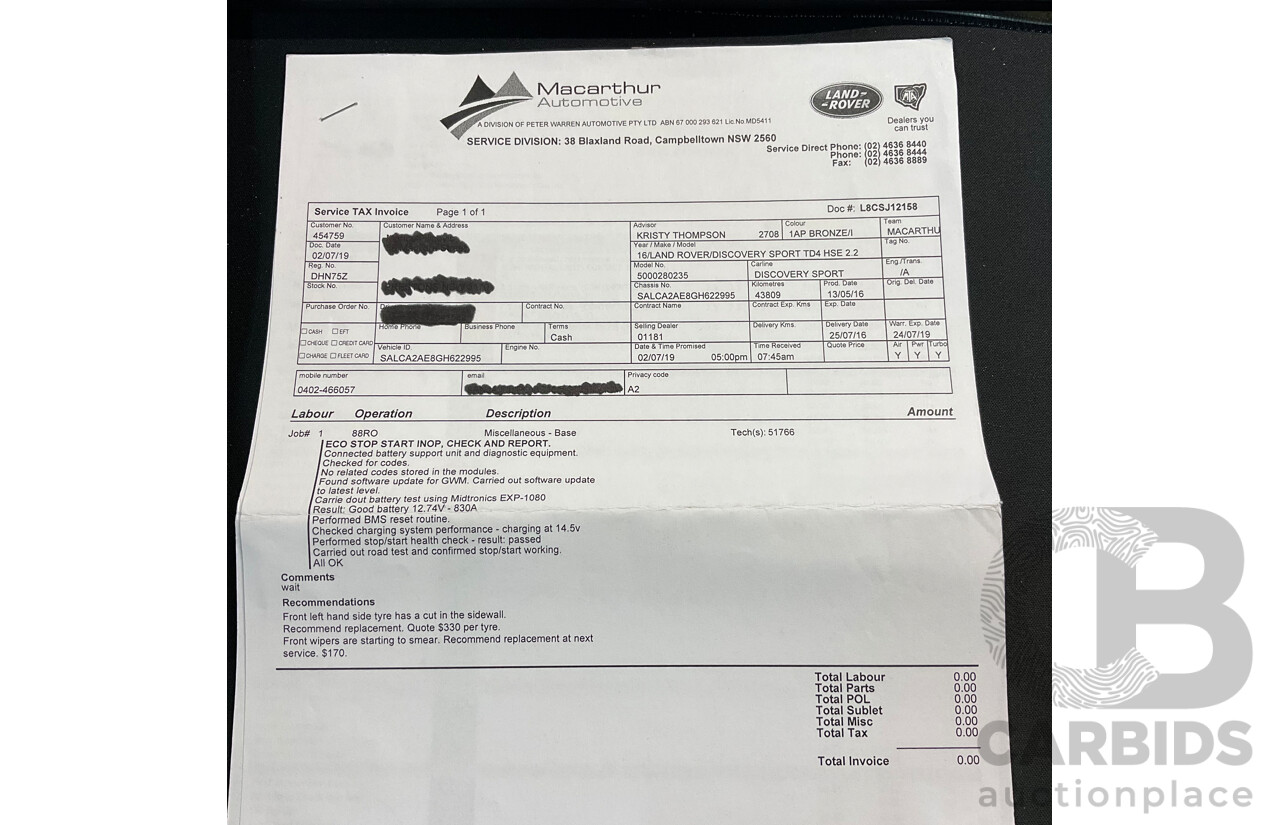 Macarthur
Automotive
A DIVISION OF PETER WARREN AUTOMOTIVE PTY LTD ABN 67 000 293 621 Lic.No.MD5411
SERVICE DIVISION: 38 Blaxland Road, Campbelltown NSW 2560
LAND-
-ROVER
MTA
Dealers you
can trust
Service Direct Phone: (02) 4636 8440
Phone: (02) 4636 8444
Fax: (02) 4636 8889
Service TAX Invoice Page 1 of 1 Doc #: L8CSJ12158
Customer No. Customer Name & Address Advisor Colour Team
454759 KRISTY THOMPSON 2708 1AP BRONZE/I MACARTHU
Doc. Date Year / Make / Model Tag No.
02/07/19 16/LAND ROVER/DISCOVERY SPORT TD4 HSE 2.2
Reg. No. Model No. Carline Eng./Trans.
DHN75Z 5000280235 DISCOVERY SPORT /A
Stock No. Chassis No. Kilometres Prod. Date Orig. Del. Date
SALCA2AE8GH622995 43809 13/05/16
Purchase Order No. Contract No. Contract Name Contract Exp. Kms Exp. Date
CASH EFT Home Phone Business Phone Terms Selling Dealer Delivery Kms. Delivery Date Warr. Exp. Date
Cash 01181 25/07/16 24/07/19
CHEQUE CREDIT CARD Vehicle ID. Engine No. Date & Time Promised Time Received Quote Price Air Pwr Turbo
CHARGE FLEET CARD SALCA2AE8GH622995 02/07/19 05:00pm 07:45am Y Y Y
mobile number email Privacy code
0402-466057 A2
Labour Operation Description Amount
Job# 1 88RO Miscellaneous - Base Tech(s): 51766
ECO STOP START INOP, CHECK AND REPORT.
Connected battery support unit and diagnostic equipment.
Checked for codes.
No related codes stored in the modules.
Found software update for GWM. Carried out software update
to latest level.
Carrie dout battery test using Midtronics EXP-1080
Result: Good battery 12.74V - 830A
Performed BMS reset routine.
Checked charging system performance - charging at 14.5v
Performed stop/start health check - result: passed
Carried out road test and confirmed stop/start working.
All OK
Comments
wait
Recommendations
Front left hand side tyre has a cut in the sidewall.
Recommend replacement. Quote $330 per tyre.
Front wipers are starting to smear. Recommend replacement at next
service. $170.
Total Labour 0.00
Total Parts 0.00
Total POL 0.00
Total Sublet 0.00
Total Misc 0.00
Total Tax 0.00
Total Invoice 0.00
CARBIDS
auctionplace